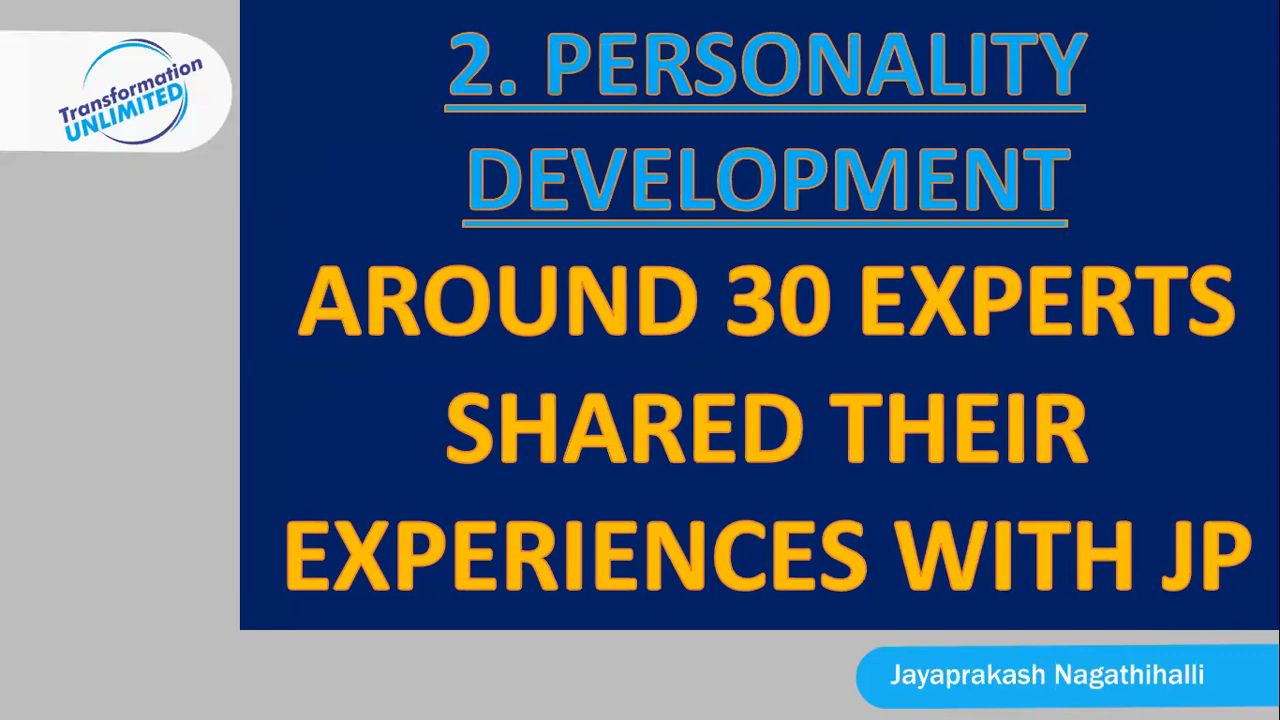 Transformation
UNLIMITED
2. PERSONALITY
DEVELOPMENT
AROUND 30 EXPERTS
SHARED THEIR
EXPERIENCES WITH JP
Jayaprakash Nagathihalli